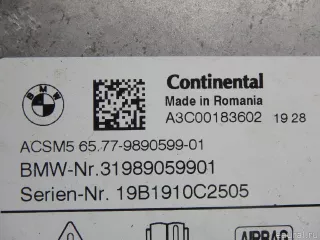 BMW
Continental
Made in Romania
A3C00183602 19 28
ACSM5 65.77-9890599-01
BMW-Nr.31989059901
Serien-Nr. 19B1910C2505
AIRBAG